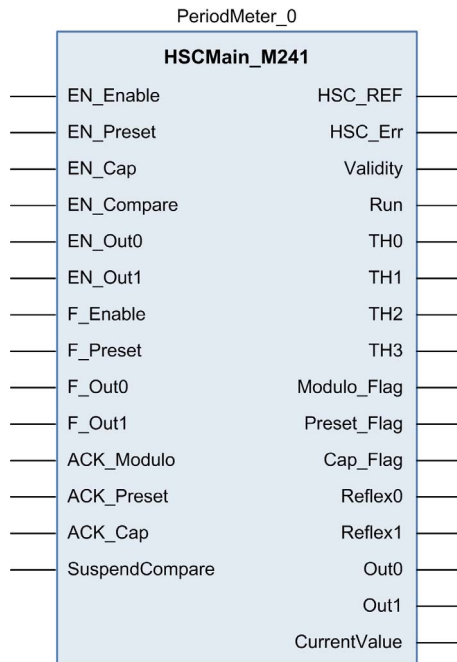 PeriodMeter_0
HSCMain_M241
EN_Enable HSC_REF
EN_Preset HSC_Err
EN_Cap Validity
EN_Compare Run
EN_Out0 TH0
EN_Out1 TH1
F_Enable TH2
F_Preset TH3
F_Out0 Modulo_Flag
F_Out1 Preset_Flag
ACK_Modulo Cap_Flag
ACK_Preset Reflex0
ACK_Cap Reflex1
SuspendCompare Out0
Out1
CurrentValue